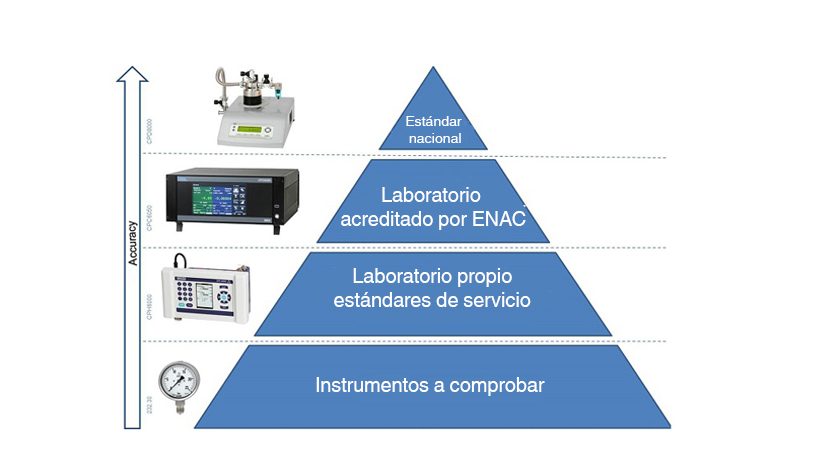 Estándar
nacional
CPD8000
Laboratorio
acreditado por ENAC
CPC6050
Accuracy
Laboratorio propio
estándares de servicio
CPH6000
Instrumentos a comprobar
232.30